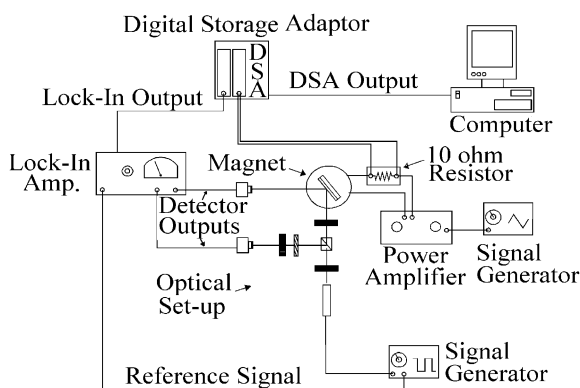 Digital Storage Adaptor
D
S
A
DSA Output
Lock-In Output
Computer
Lock-In
Amp.
Magnet
10 ohm
Resistor
Detector
Outputs
Power
Amplifier
Signal
Generator
Optical
Set-up
Reference Signal
Signal
Generator